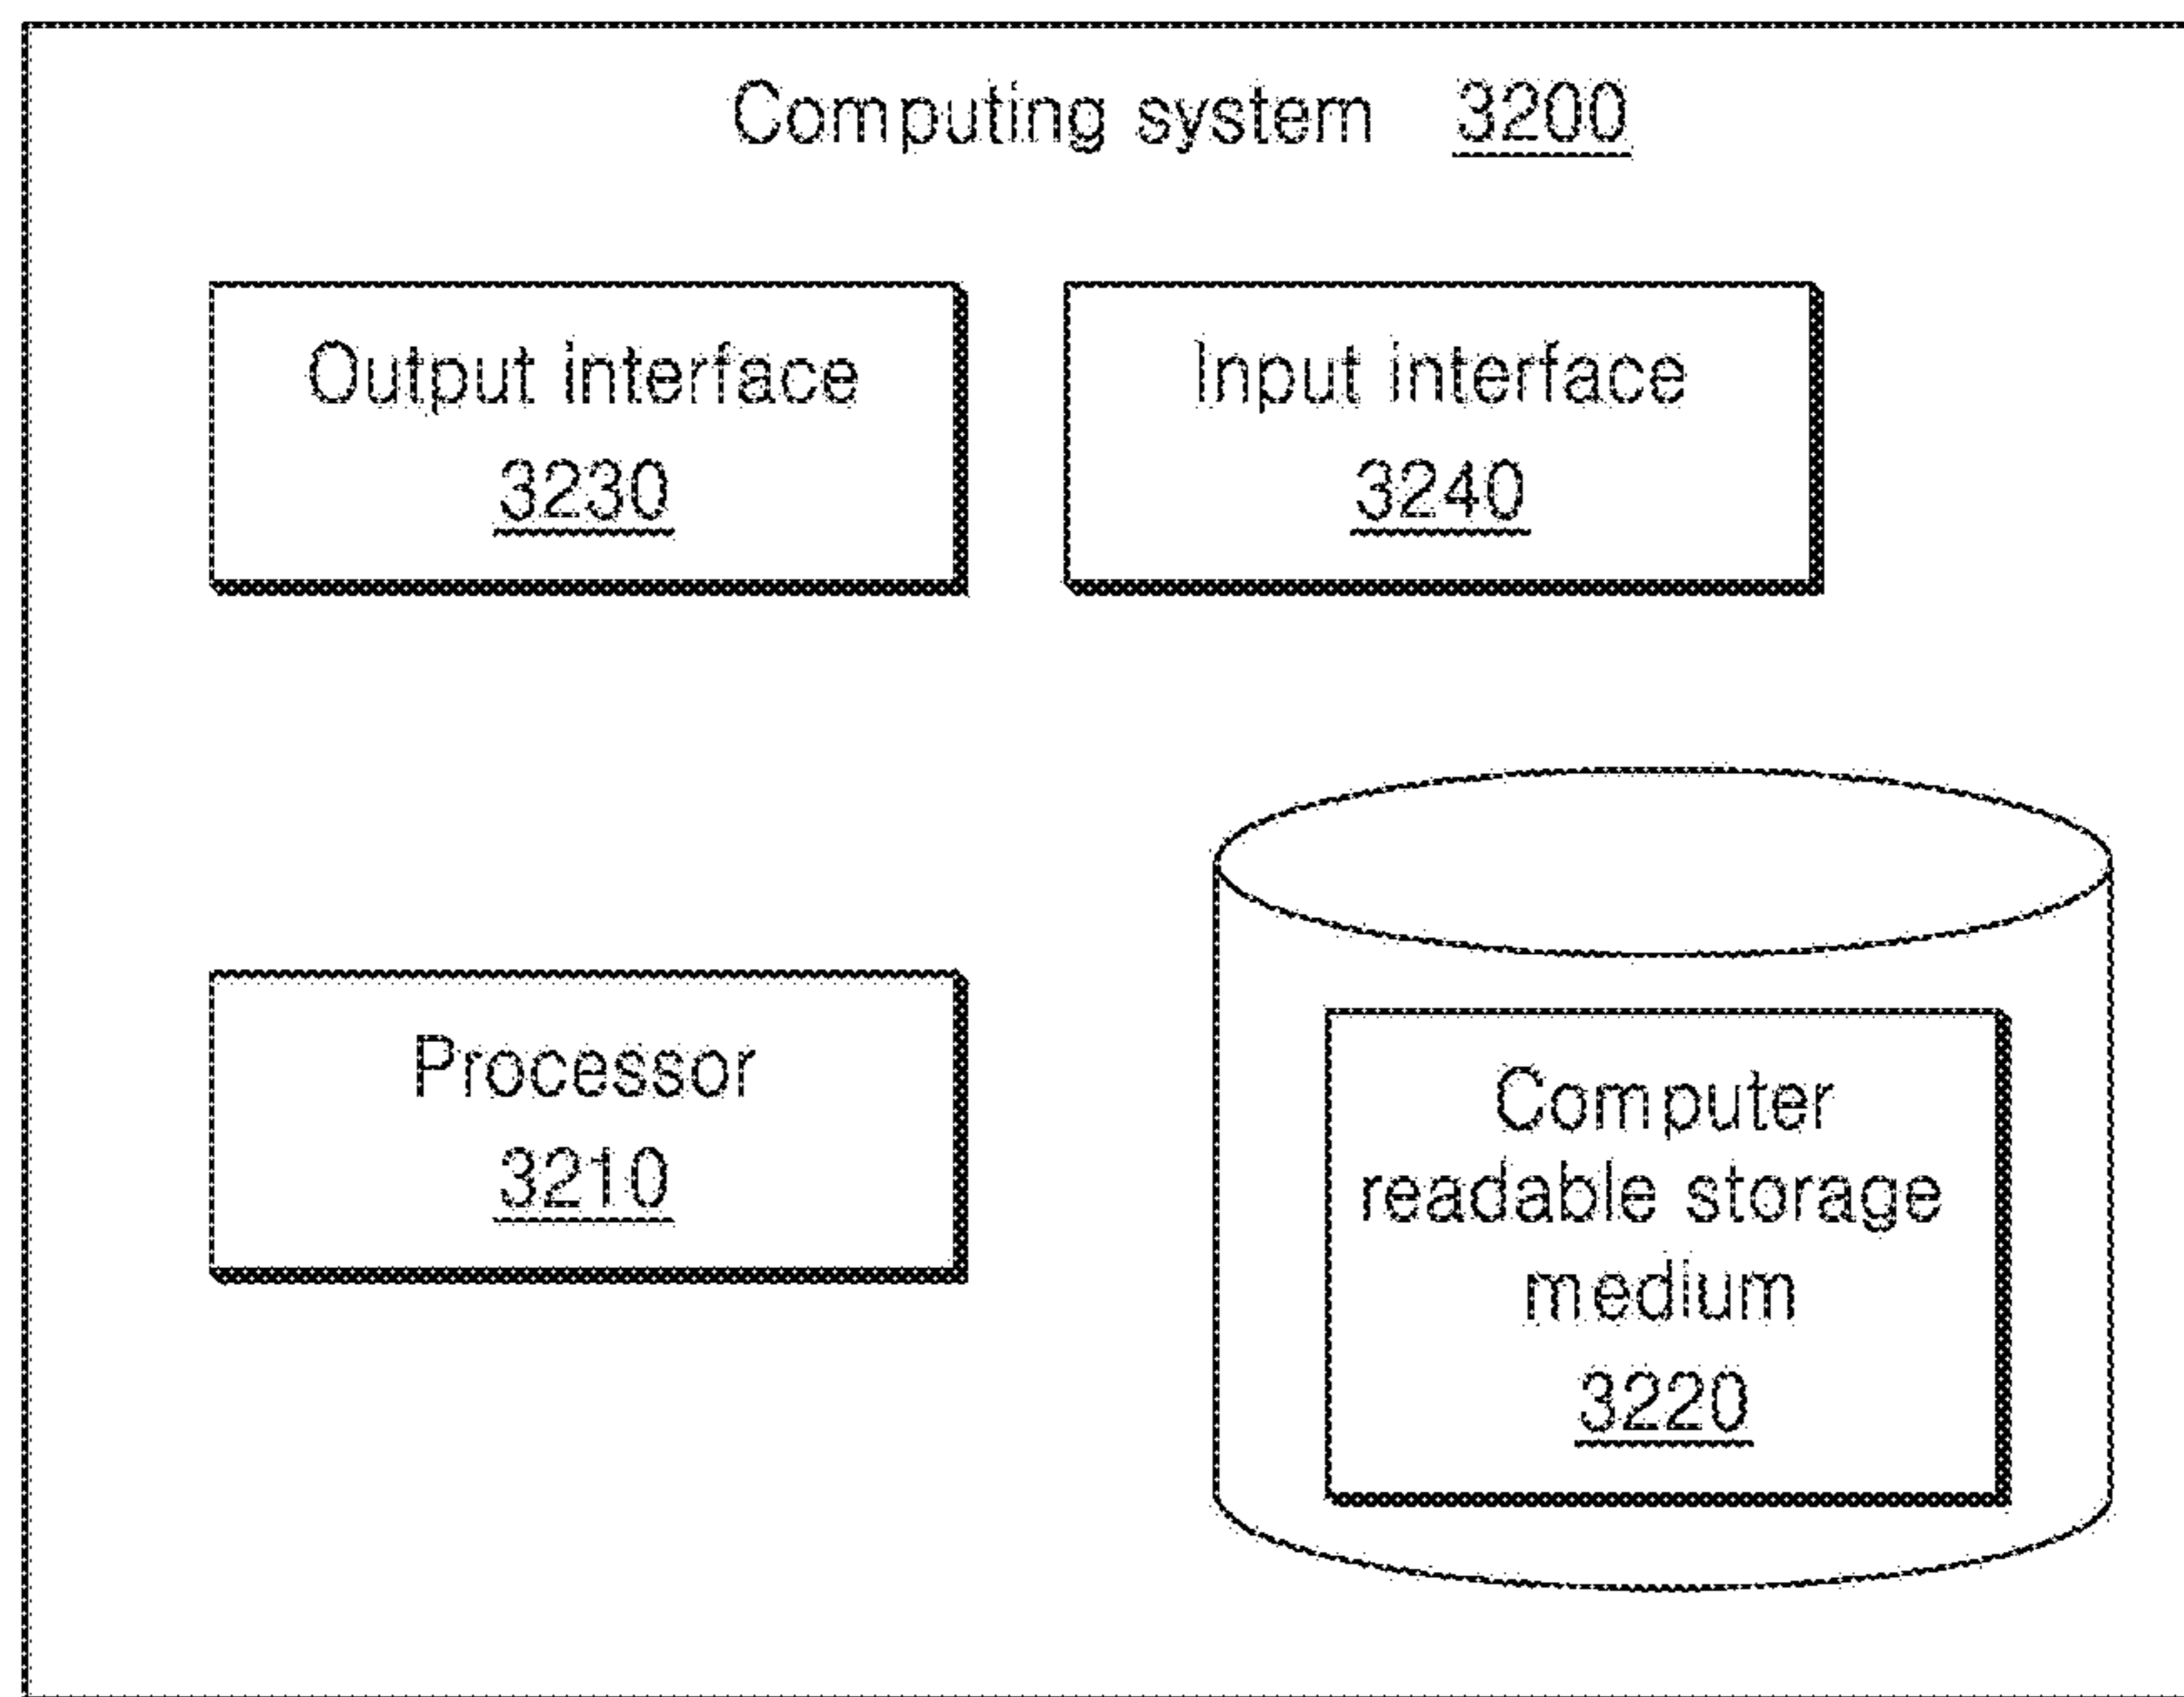 Computing system 3200
Output interface
3230
Input interface
3240
Processor
3210
Computer
readable storage
medium
3220